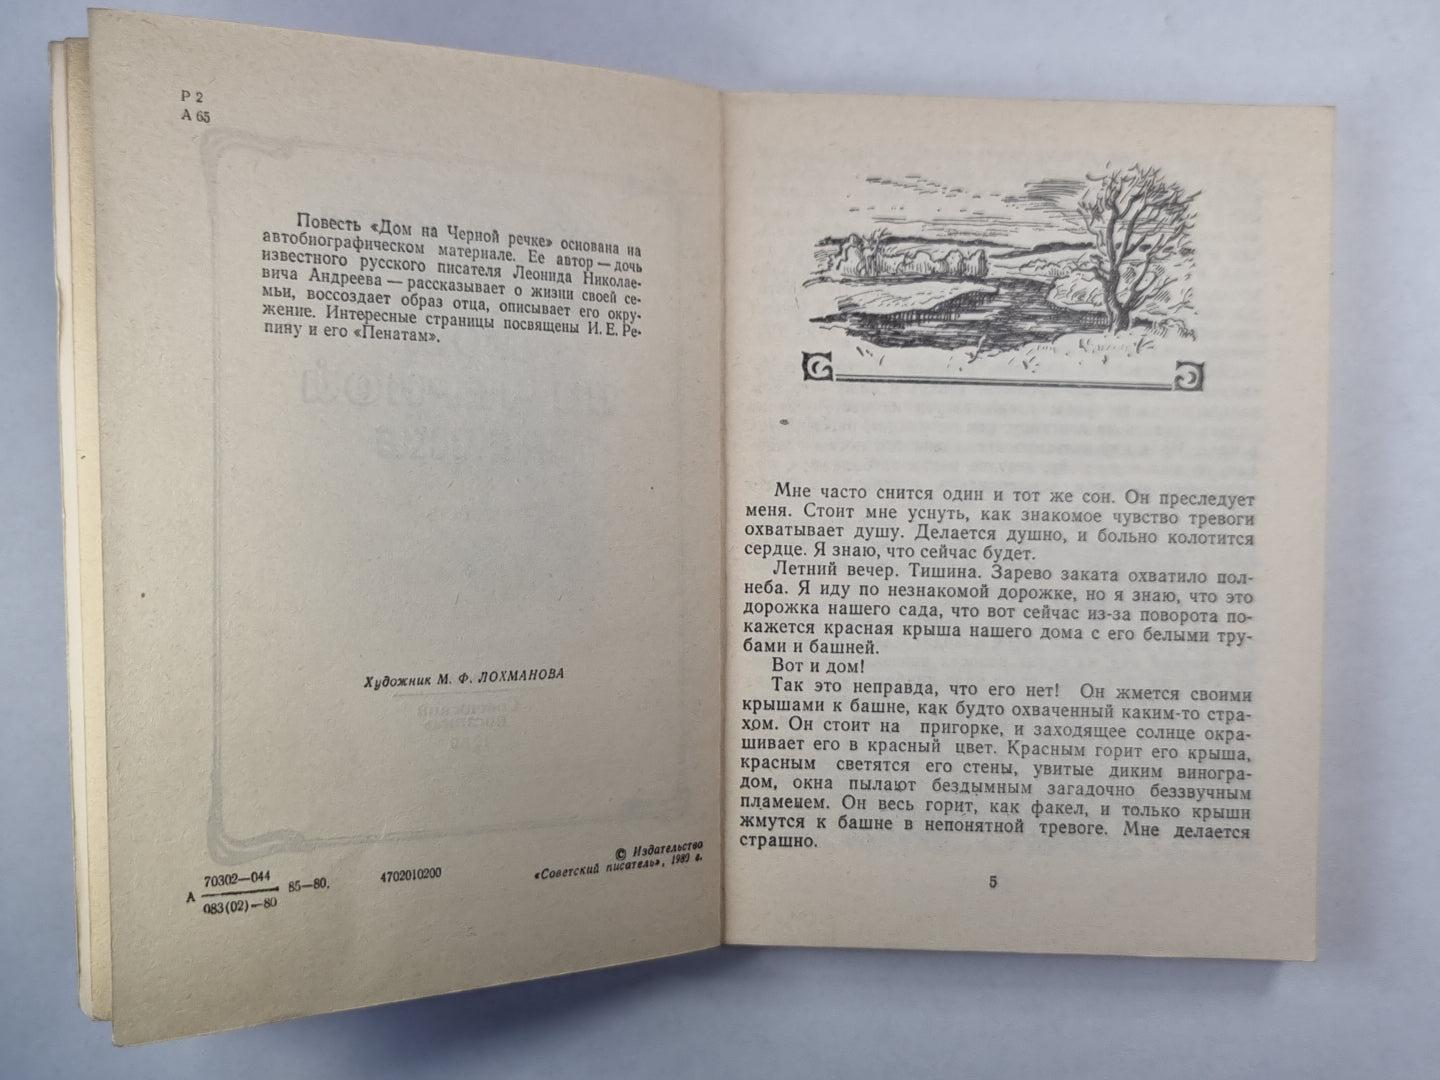 Р 2
А 65
Повесть «Дом на Черной речке» основана на
автобиографическом материале. Ее автор — дочь
известного русского писателя Леонида Николае-
вича Андреева — рассказывает о жизни своей се-
мьи, воссоздает образ отца, описывает его окру-
жение. Интересные страницы посвящены И. Е. Ре-
пину и его «Пенатам».
Художник М. Ф. ЛОХМАНОВА
А 70302—044
083(02)—80
85—80.
4702010200
© Издательство
«Советский писатель», 1980 г.
Мне часто снится один и тот же сон. Он преследует
меня. Стоит мне уснуть, как знакомое чувство тревоги
охватывает душу. Делается душно, и больно колотится
сердце. Я знаю, что сейчас будет.
Летний вечер. Тишина. Зарево заката охватило пол-
неба. Я иду по незнакомой дорожке, но я знаю, что это
дорожка нашего сада, что вот сейчас из-за поворота по-
кажется красная крыша нашего дома с его белыми тру-
бами и башней.
Вот и дом!
Так это неправда, что его нет! Он жмется своими
крышами к башне, как будто охваченный каким-то стра-
хом. Он стоит на пригорке, и заходящее солнце окра-
шивает его в красный цвет. Красным горит его крыша,
красным светятся его стены, увитые диким виногра-
дом, окна пылают бездымным загадочно беззвучным
пламенем. Он весь горит, как факел, и только крыши
жмутся к башне в непонятной тревоге. Мне делается
страшно.
5